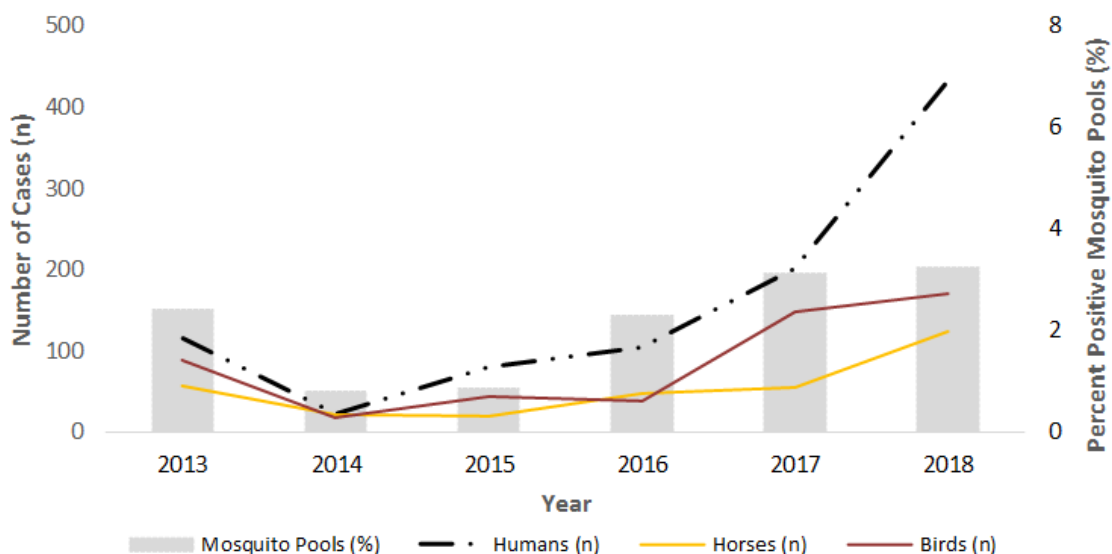 Number of Cases (n)
500
400
300
200
100
0
Percent Positive Mosquito Pools (%)
8
6
4
2
0
2013 2014 2015 2016 2017 2018
Year
Mosquito Pools (%) Humans (n) Horses (n) Birds (n)